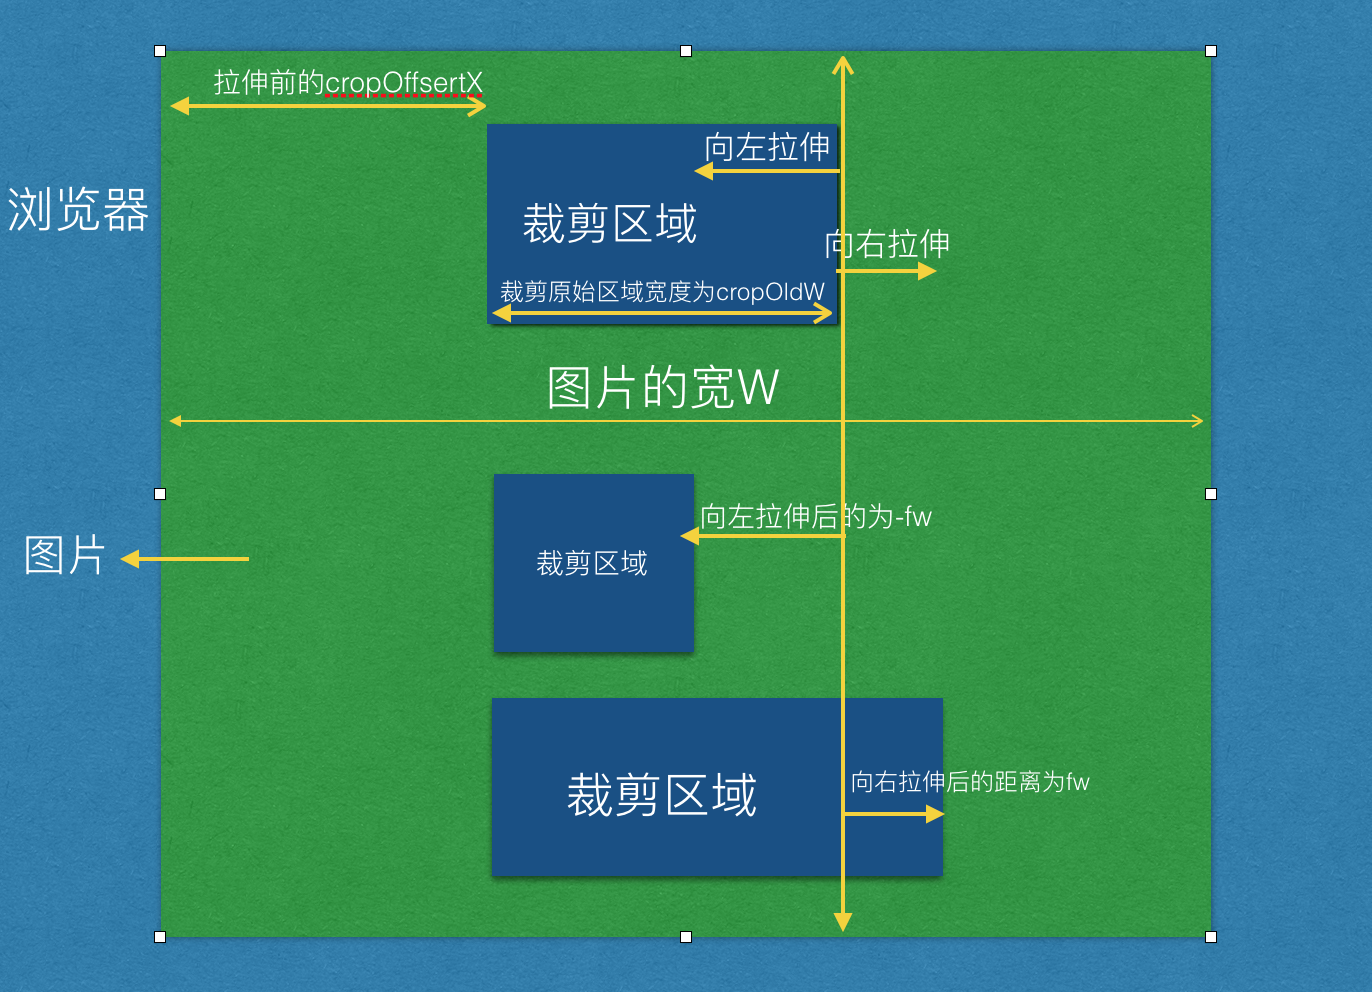 拉伸前的cropOffsertX
向左拉伸
浏览器
裁剪区域
向右拉伸
裁剪原始区域宽度为cropOldW
图片的宽W
向左拉伸后的为-fw
图片
裁剪区域
裁剪区域
向右拉伸后的距离为fw